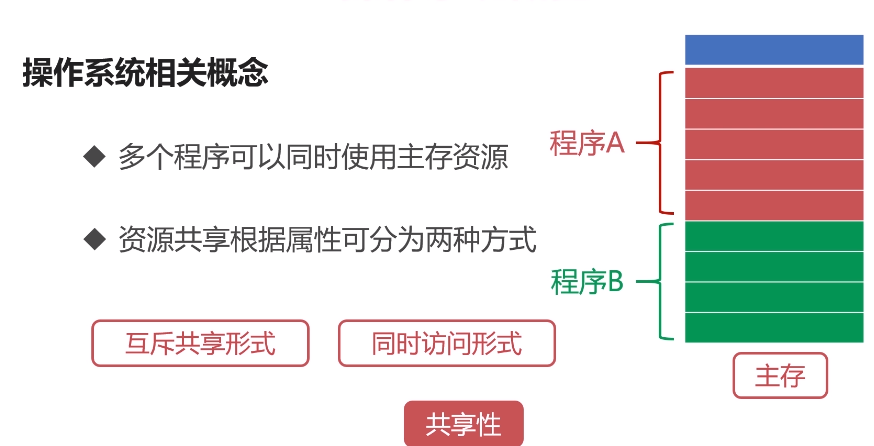 操作系统相关概念
◆ 多个程序可以同时使用主存资源
◆ 资源共享根据属性可分为两种方式
互斥共享形式
同时访问形式
程序A
程序B
主存
共享性